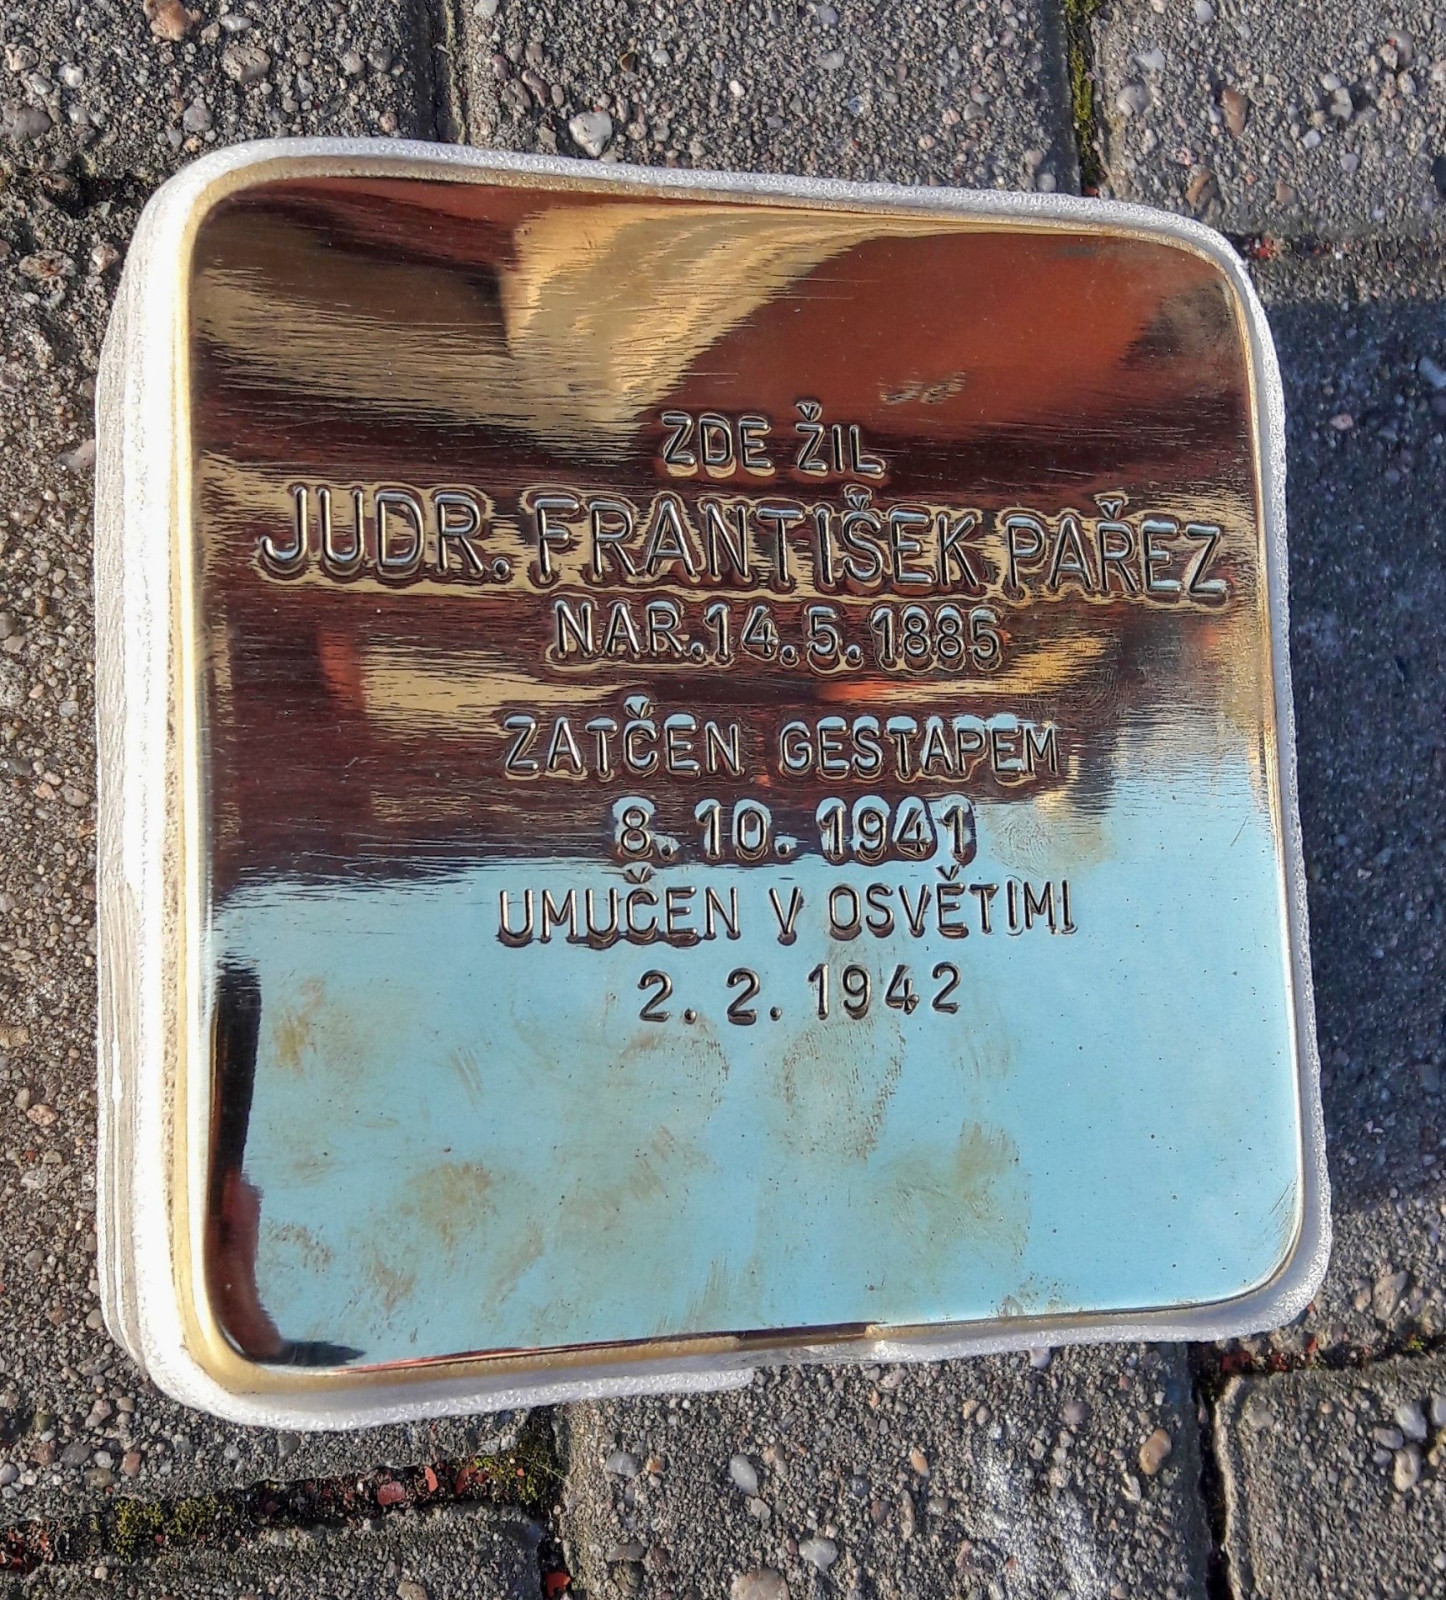 ZDE ŽIL
JUDR. FRANTIŠEK PAŘEZ
NAR. 14. 5. 1885
ZATČEN GESTAPEM
8. 10. 1941
UMUČEN V OSVĚTIMI
2. 2. 1942